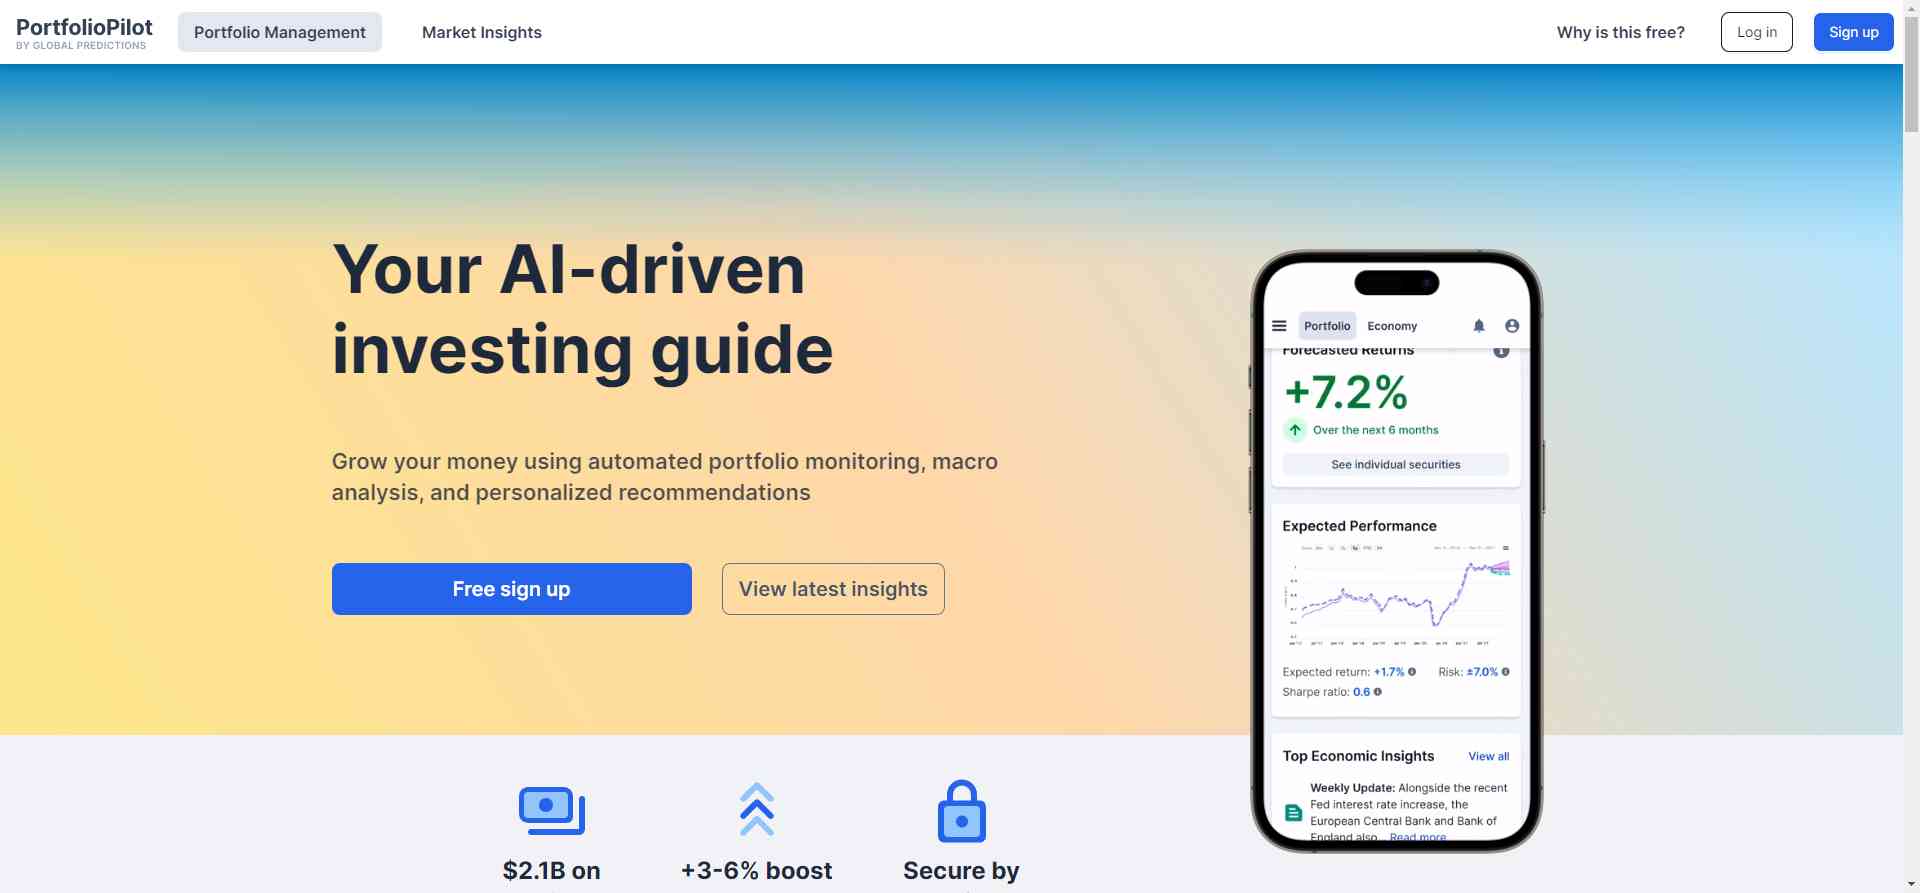 PortfolioPilot
BY GLOBAL PREDICTIONS
Portfolio Management
Market Insights
Why is this free?
Log in
Sign up
Your AI-driven
investing guide
Grow your money using automated portfolio monitoring, macro
analysis, and personalized recommendations
Free sign up
View latest insights
Portfolio
Economy
Forecasted Returns
+7.2%
Over the next 6 months
See individual securities
Expected Performance
Expected return: +1.7%
Risk: ±7.0%
Sharpe ratio: 0.6
Top Economic Insights
View all
Weekly Update: Alongside the recent
Fed interest rate increase, the
European Central Bank and Bank of
England also... Read more
$2.1B on
+3-6% boost
Secure by